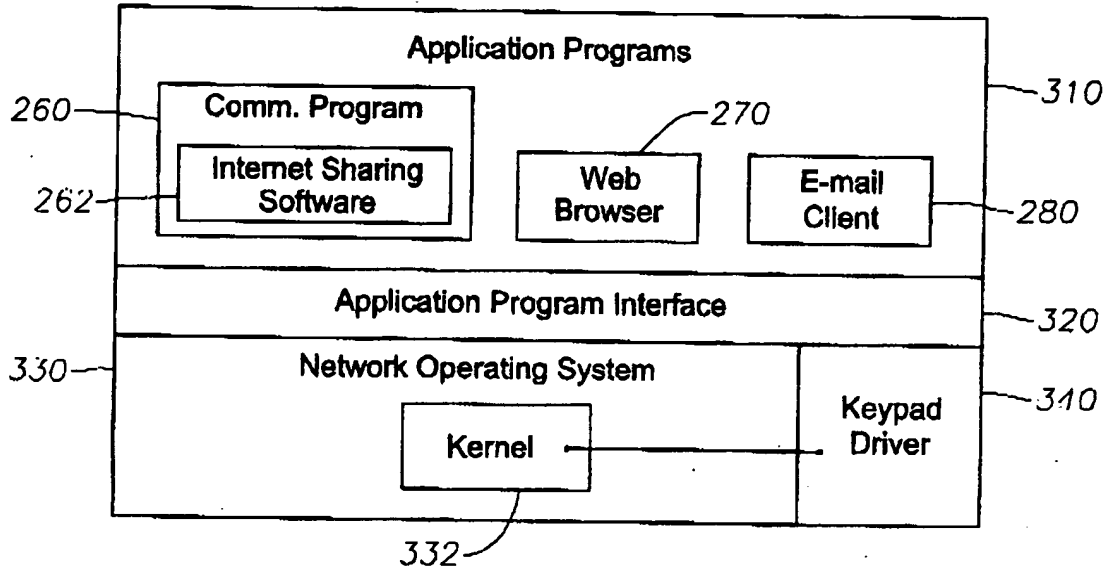 Application Programs
310
260
Comm. Program
270
Internet Sharing
Software
262
Web
Browser
E-mail
Client
280
Application Program Interface
320
330
Network Operating System
340
Keypad
Driver
Kernel
332